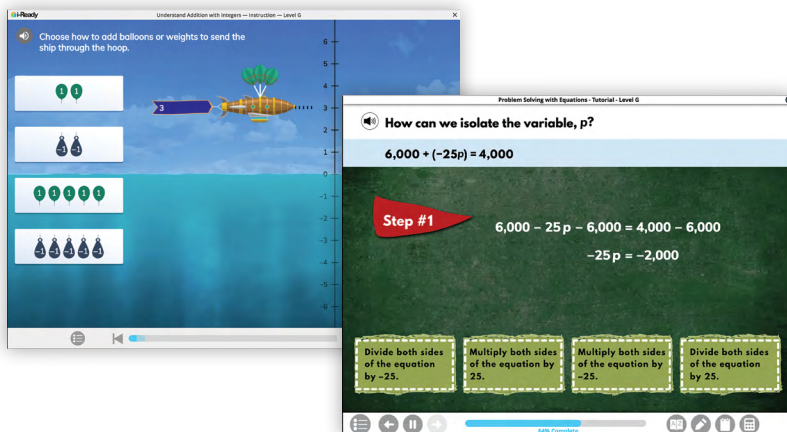 i-Ready
Understand Addition with Integers — Instruction — Level G
X
Choose how to add balloons or weights to send the
ship through the hoop.
1 1
-1 -1
1 1 1 1 1
-1 -1 -1 -1 -1
3
6
5
4
3
2
1
0
-1
-2
-3
-4
-5
-6
Problem Solving with Equations - Tutorial - Level G
How can we isolate the variable, p?
6,000 + (−25p) = 4,000
Step #1
6,000 − 25p − 6,000 = 4,000 − 6,000
−25p = −2,000
Divide both sides
of the equation
by −25.
Multiply both sides
of the equation by
25.
Multiply both sides
of the equation by
−25.
Divide both sides
of the equation
by 25.
64% Complete